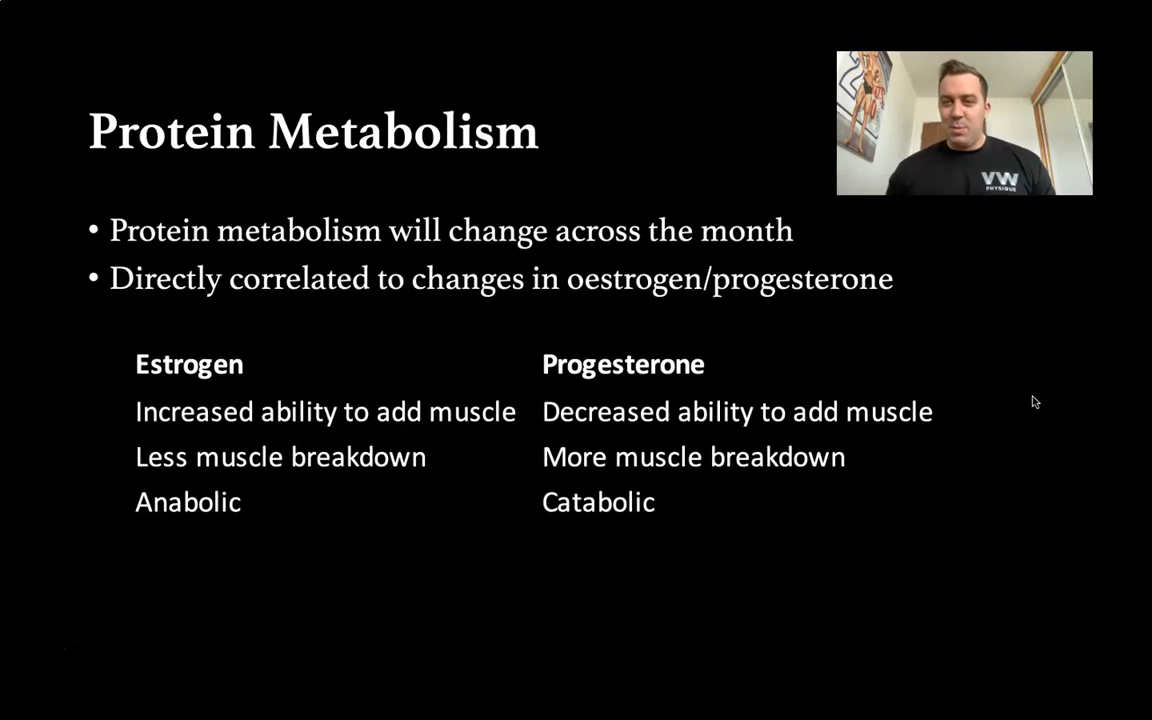 Protein Metabolism
VW
PHYSIQUE
• Protein metabolism will change across the month
• Directly correlated to changes in oestrogen/progesterone
Estrogen Progesterone
Increased ability to add muscle Decreased ability to add muscle
Less muscle breakdown More muscle breakdown
Anabolic Catabolic